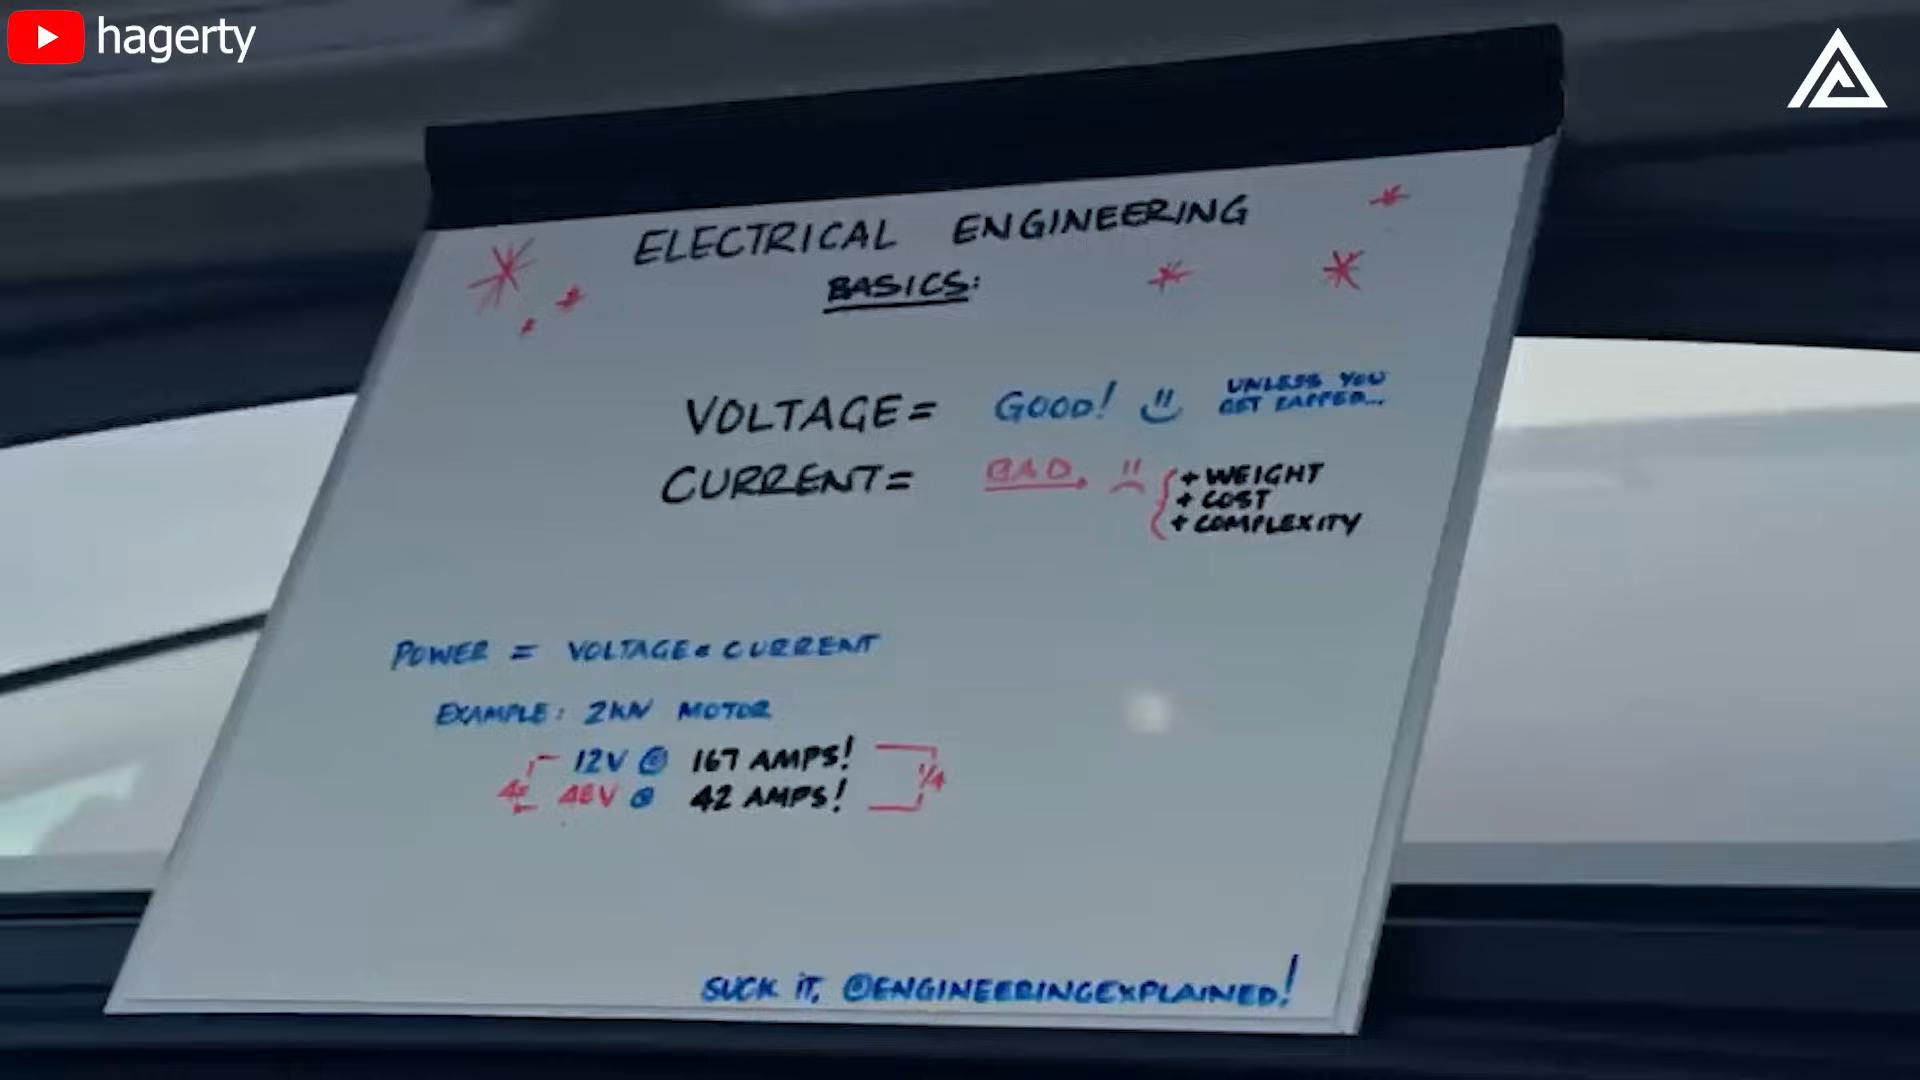 hagerty
ELECTRICAL ENGINEERING
BASICS:
VOLTAGE = GOOD! UNLESS YOU
GET ZAPPED...
CURRENT = BAD. + WEIGHT
+ COST
+ COMPLEXITY
POWER = VOLTAGE • CURRENT
EXAMPLE: 2KW MOTOR
12V @ 167 AMPS!
4x 48V @ 42 AMPS! 1/4
SUCK IT, @ENGINEERINGEXPLAINED!